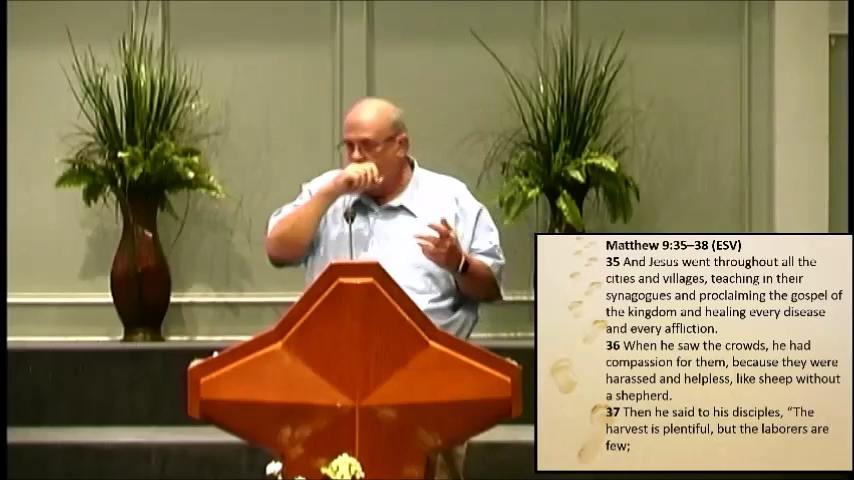 Matthew 9:35–38 (ESV)
35 And Jesus went throughout all the
cities and villages, teaching in their
synagogues and proclaiming the gospel of
the kingdom and healing every disease
and every affliction.
36 When he saw the crowds, he had
compassion for them, because they were
harassed and helpless, like sheep without
a shepherd.
37 Then he said to his disciples, “The
harvest is plentiful, but the laborers are
few;